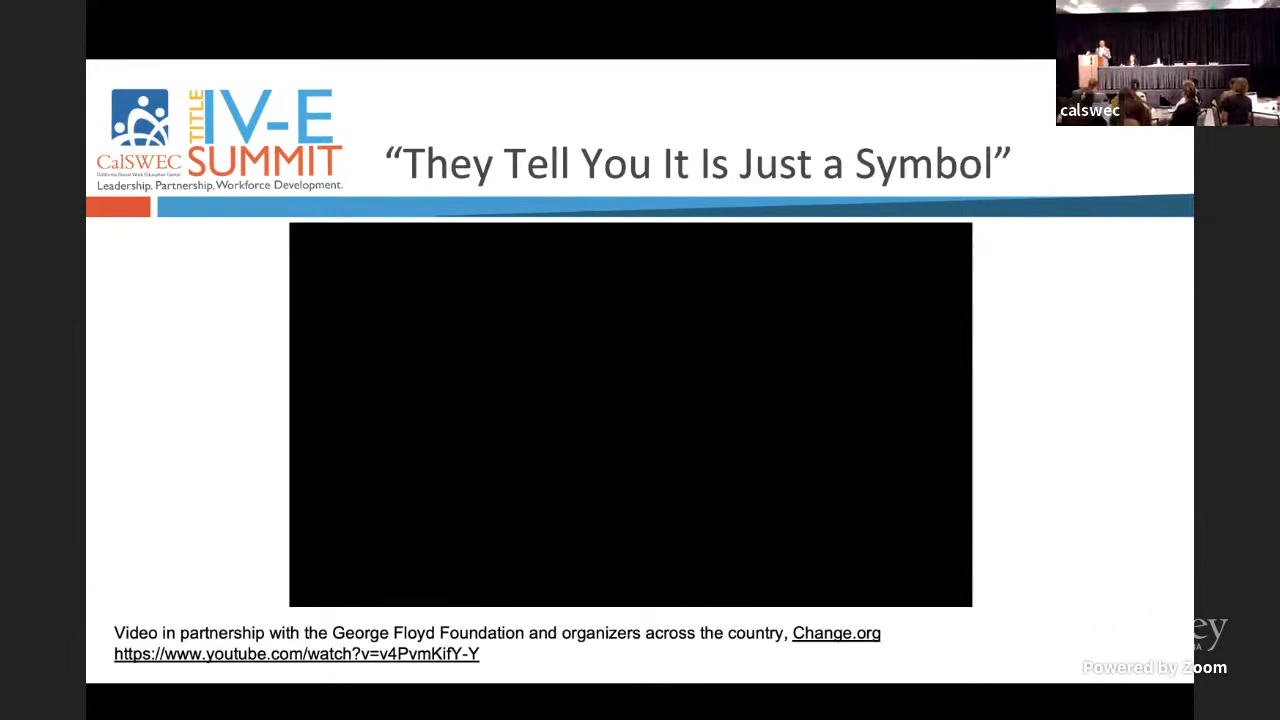 calswec
TITLE
IV-E
SUMMIT
CalSWEC
California Social Work Education Center
Leadership. Partnership. Workforce Development.
“They Tell You It Is Just a Symbol”
Video in partnership with the George Floyd Foundation and organizers across the country, Change.org
https://www.youtube.com/watch?v=v4PvmKifY-Y
Powered by Zoom